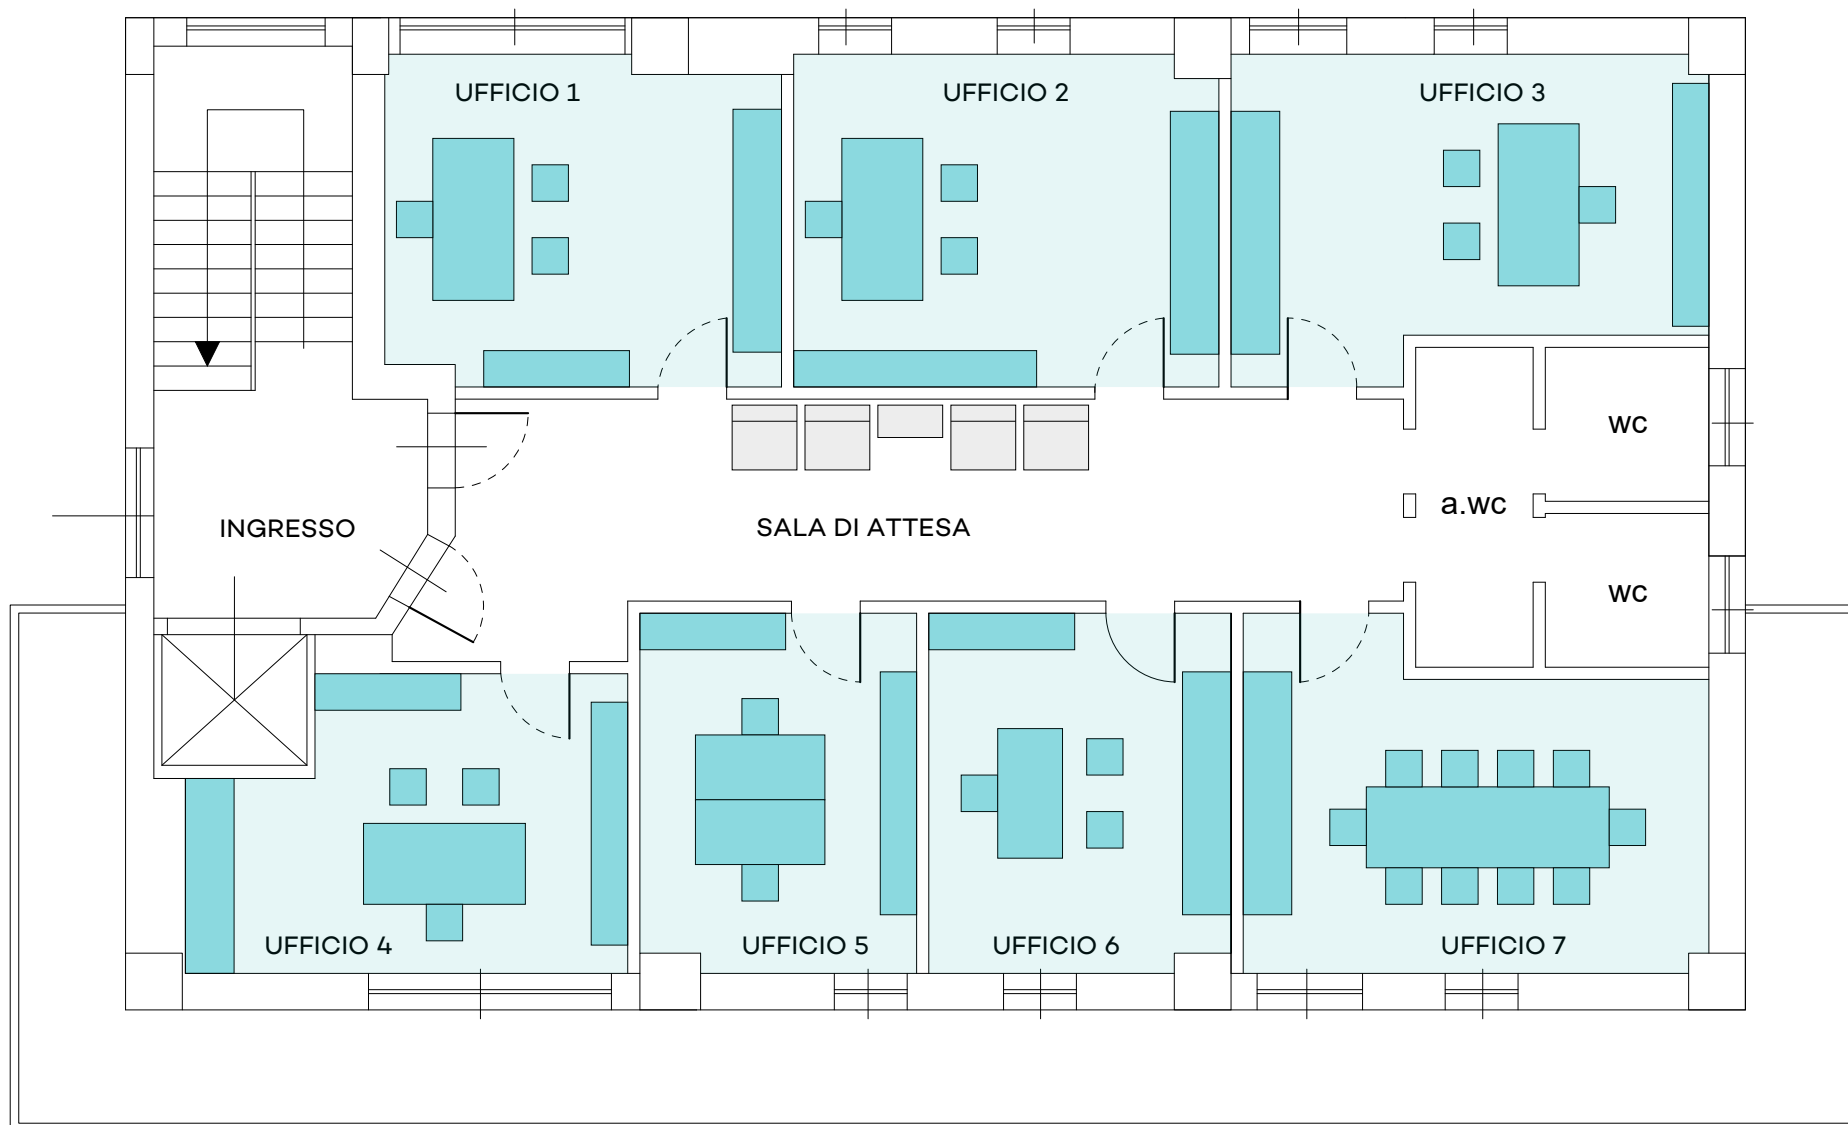 UFFICIO 1
UFFICIO 2
UFFICIO 3
wc
a.wc
INGRESSO
SALA DI ATTESA
wc
UFFICIO 4
UFFICIO 5
UFFICIO 6
UFFICIO 7